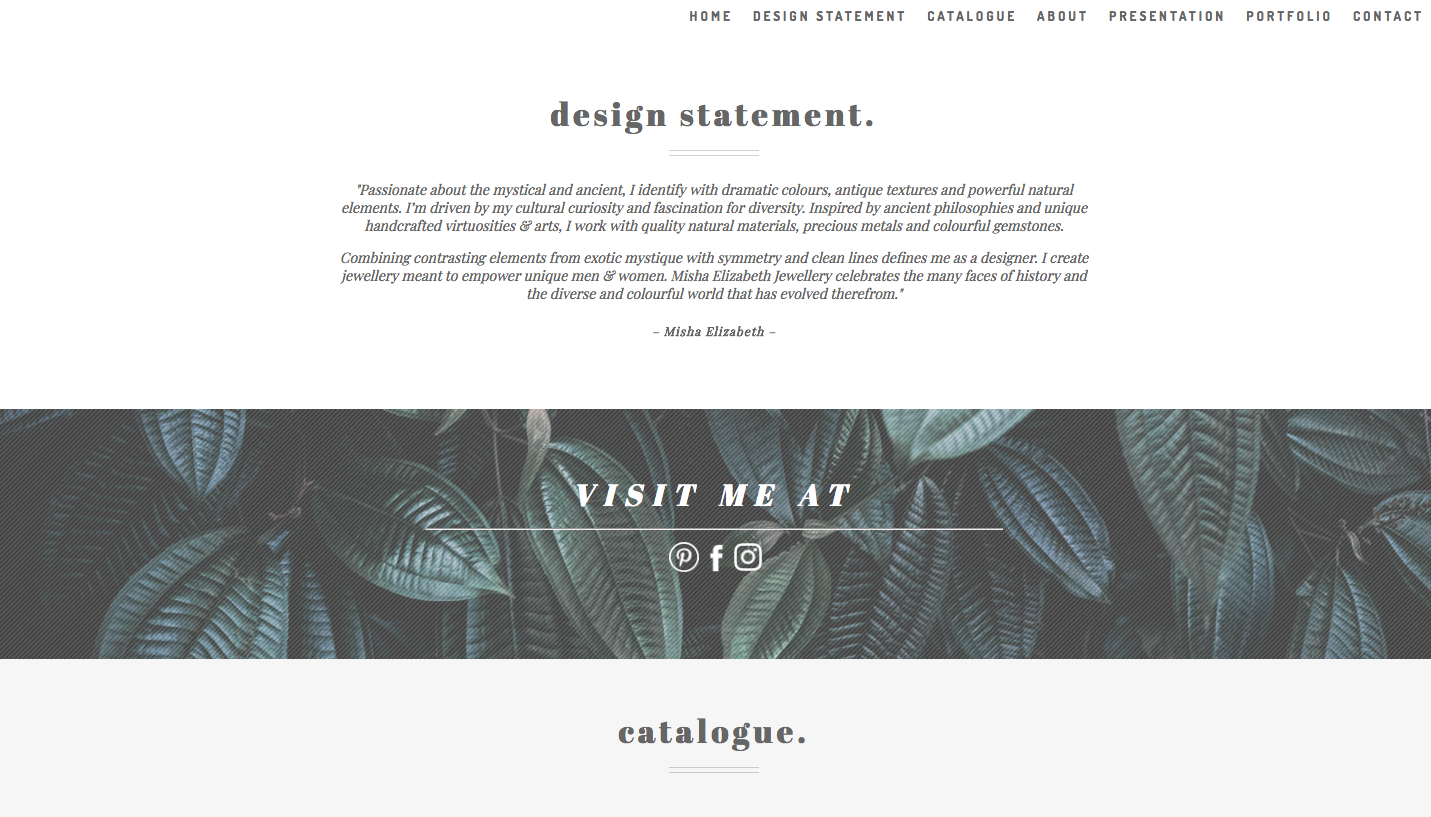 HOME DESIGN STATEMENT CATALOGUE ABOUT PRESENTATION PORTFOLIO CONTACT
design statement.
"Passionate about the mystical and ancient, I identify with dramatic colours, antique textures and powerful natural
elements. I'm driven by my cultural curiosity and fascination for diversity. Inspired by ancient philosophies and unique
handcrafted virtuosities & arts, I work with quality natural materials, precious metals and colourful gemstones.
Combining contrasting elements from exotic mystique with symmetry and clean lines defines me as a designer. I create
jewellery meant to empower unique men & women. Misha Elizabeth Jewellery celebrates the many faces of history and
the diverse and colourful world that has evolved therefrom."
– Misha Elizabeth –
VISIT ME AT
catalogue.